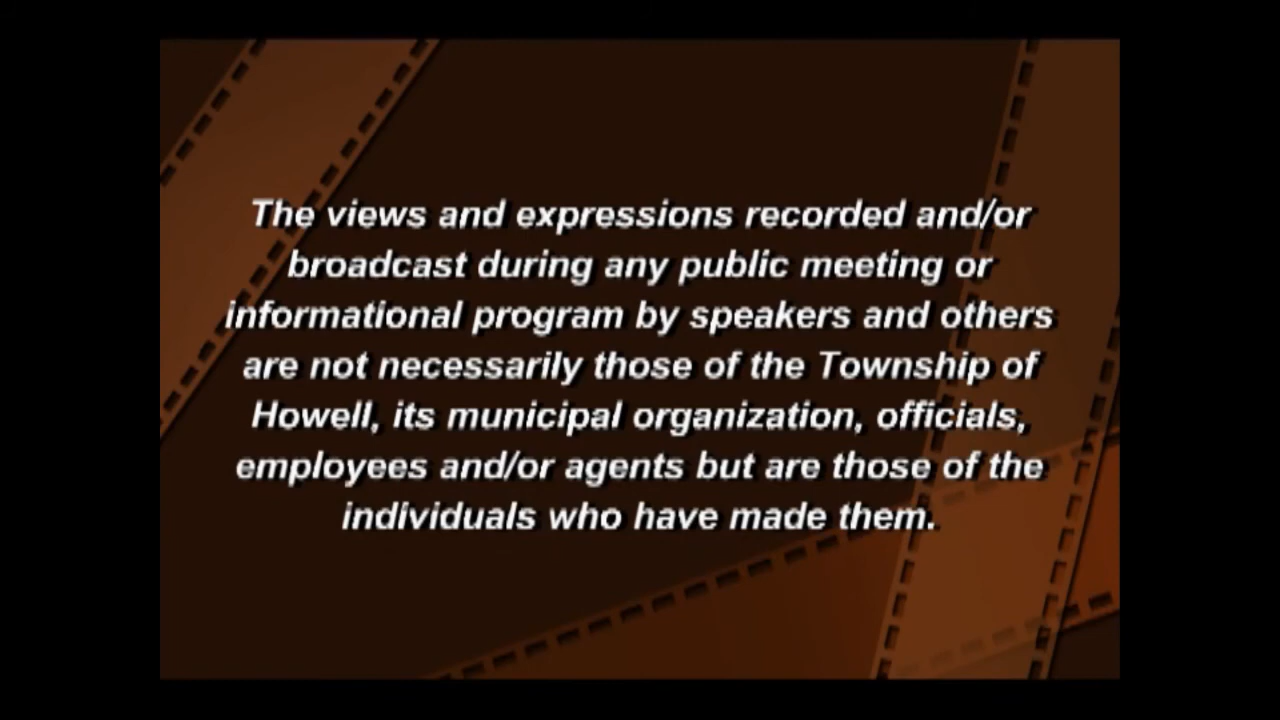 The views and expressions recorded and/or
broadcast during any public meeting or
informational program by speakers and others
are not necessarily those of the Township of
Howell, its municipal organization, officials,
employees and/or agents but are those of the
individuals who have made them.